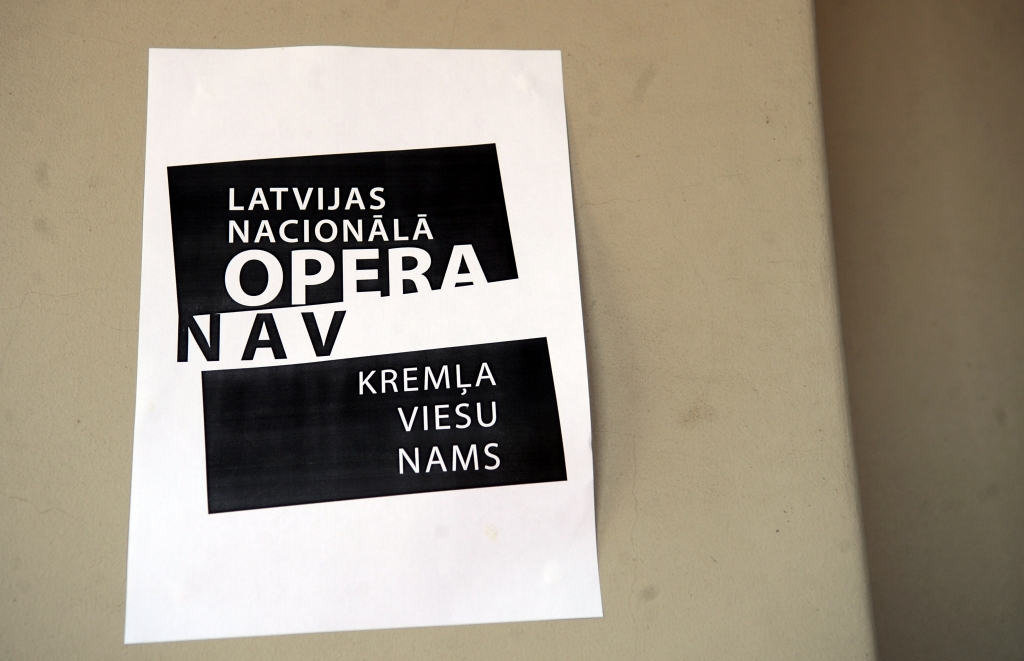 LATVIJAS
NACIONĀLĀ
OPERA
NAV
KREMĻA
VIESU
NAMS